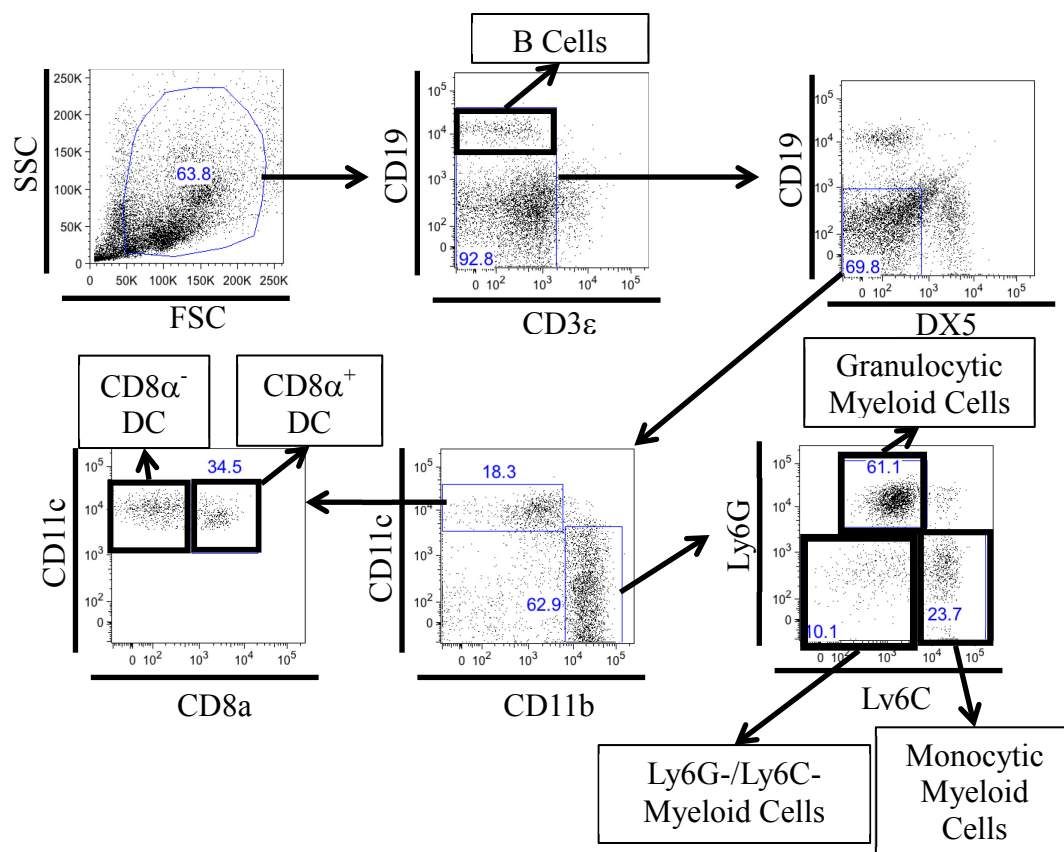 B Cells
250K
200K
150K
100K
50K
0
SSC
63.8
0 50K 100K 150K 200K 250K
FSC
10^5
10^4
10^3
10^2
0
CD19
92.8
0 10^2 10^3 10^4 10^5
CD3ε
10^5
10^4
10^3
10^2
0
CD19
69.8
0 10^2 10^3 10^4 10^5
DX5
CD8α^-
DC
CD8α^+
DC
Granulocytic
Myeloid Cells
34.5
10^5
10^4
10^3
10^2
0
CD11c
0 10^2 10^3 10^4 10^5
CD8a
18.3
10^5
10^4
10^3
10^2
0
CD11c
62.9
0 10^2 10^3 10^4 10^5
CD11b
61.1
10^5
10^4
10^3
10^2
0
Ly6G
10.1
23.7
0 10^2 10^3 10^4 10^5
Ly6C
Ly6G-/Ly6C-
Myeloid Cells
Monocytic
Myeloid
Cells